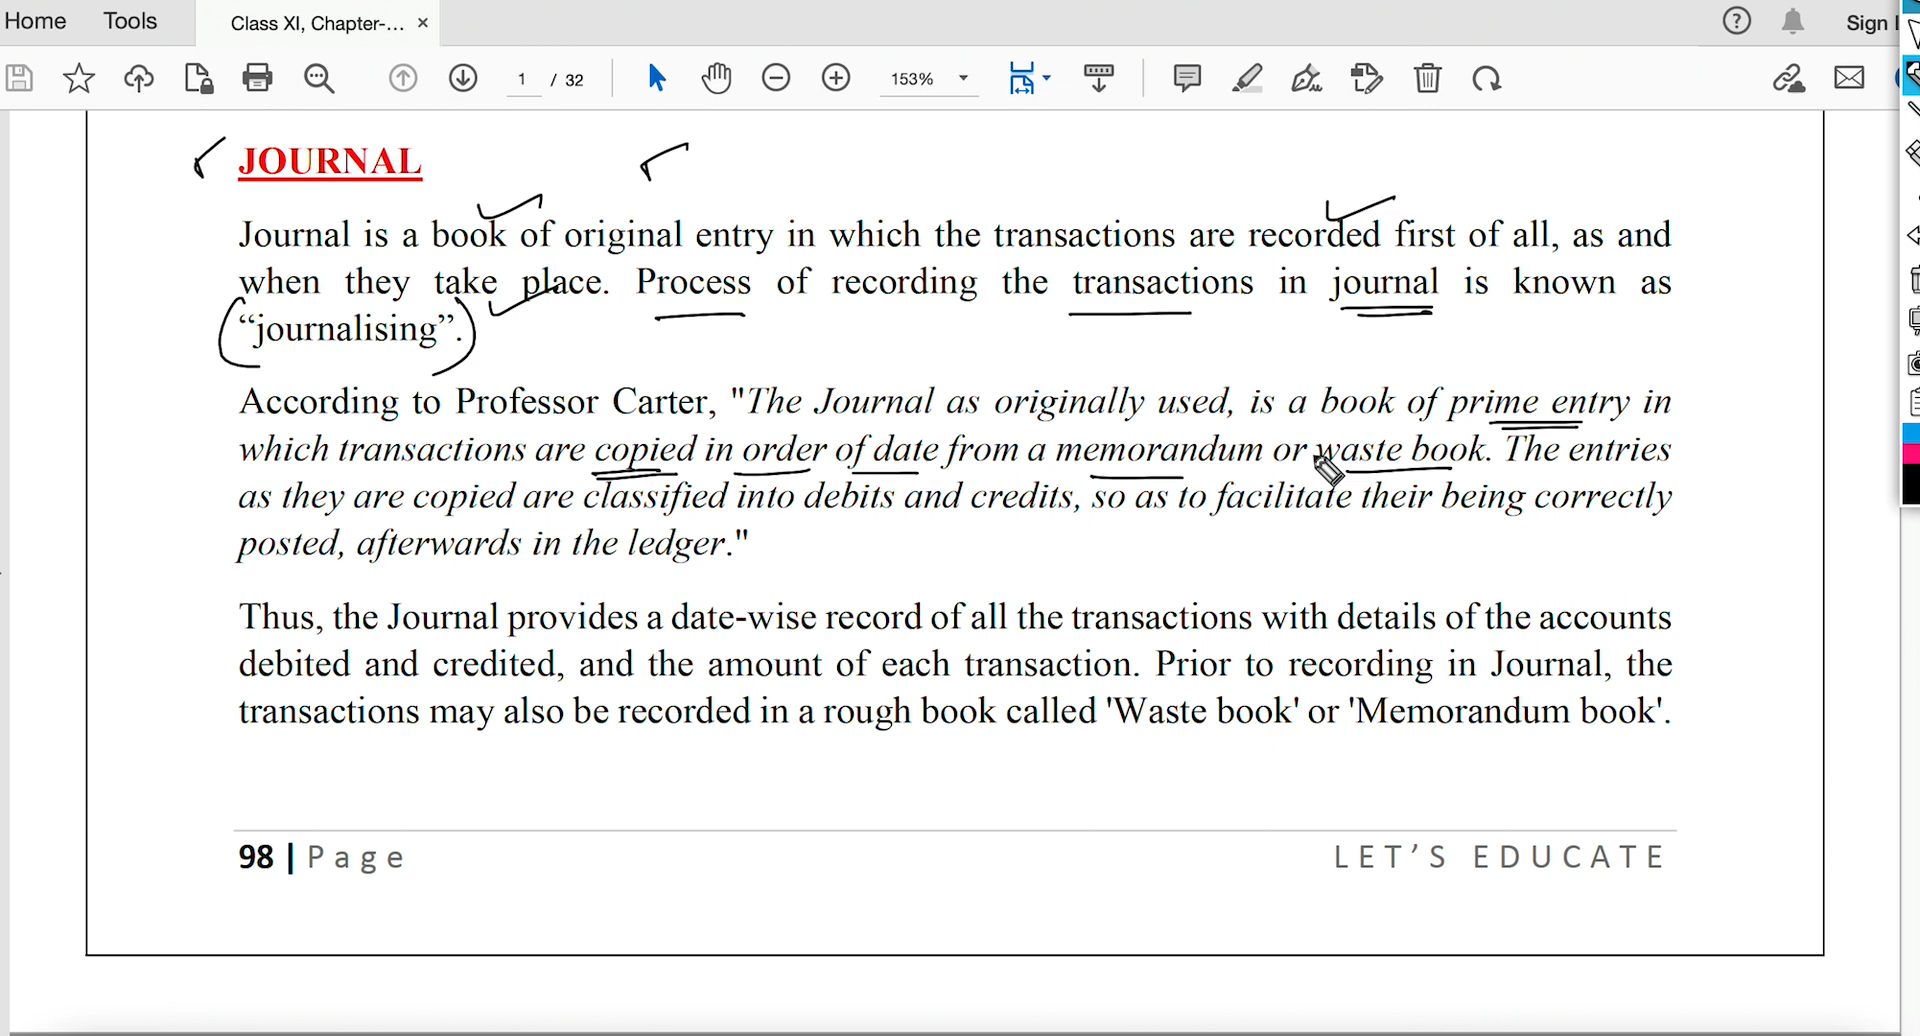 Home Tools Class XI, Chapter-... × Sign I
1 / 32 153%
JOURNAL
Journal is a book of original entry in which the transactions are recorded first of all, as and
when they take place. Process of recording the transactions in journal is known as
“journalising”.
According to Professor Carter, "The Journal as originally used, is a book of prime entry in
which transactions are copied in order of date from a memorandum or waste book. The entries
as they are copied are classified into debits and credits, so as to facilitate their being correctly
posted, afterwards in the ledger."
Thus, the Journal provides a date-wise record of all the transactions with details of the accounts
debited and credited, and the amount of each transaction. Prior to recording in Journal, the
transactions may also be recorded in a rough book called 'Waste book' or 'Memorandum book'.
98 | Page LET’S EDUCATE